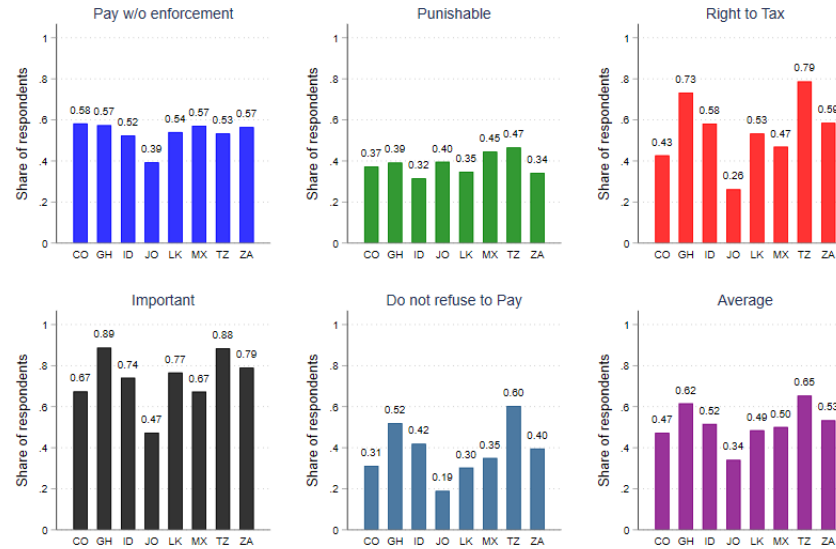 Pay w/o enforcement
Share of respondents
1
.8
.6
.4
.2
0
0.58 0.57 0.52 0.39 0.54 0.57 0.53 0.57
CO GH ID JO LK MX TZ ZA
Punishable
Share of respondents
1
.8
.6
.4
.2
0
0.37 0.39 0.32 0.40 0.35 0.45 0.47 0.34
CO GH ID JO LK MX TZ ZA
Right to Tax
Share of respondents
1
.8
.6
.4
.2
0
0.43 0.73 0.58 0.26 0.53 0.47 0.79 0.59
CO GH ID JO LK MX TZ ZA
Important
Share of respondents
1
.8
.6
.4
.2
0
0.67 0.89 0.74 0.47 0.77 0.67 0.88 0.79
CO GH ID JO LK MX TZ ZA
Do not refuse to Pay
Share of respondents
1
.8
.6
.4
.2
0
0.31 0.52 0.42 0.19 0.30 0.35 0.60 0.40
CO GH ID JO LK MX TZ ZA
Average
Share of respondents
1
.8
.6
.4
.2
0
0.47 0.62 0.52 0.34 0.49 0.50 0.65 0.53
CO GH ID JO LK MX TZ ZA